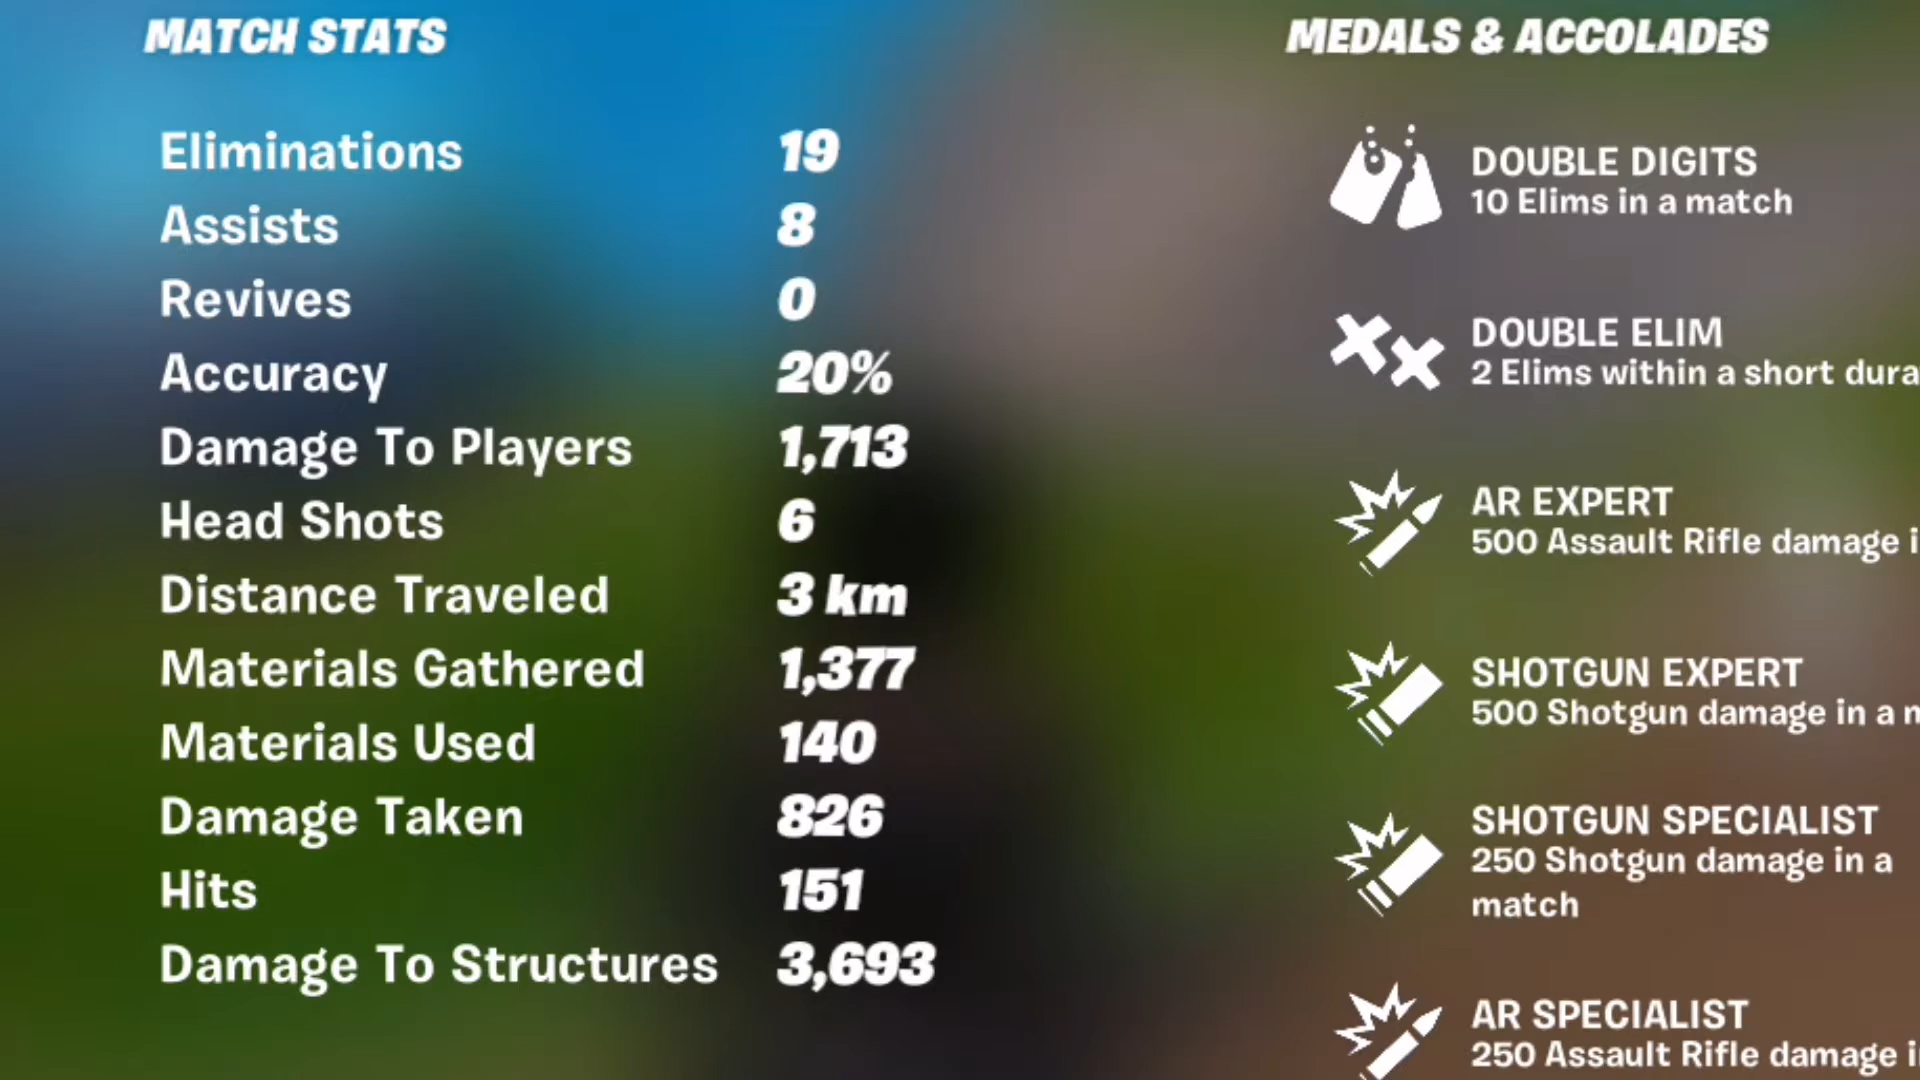 MATCH STATS
Eliminations 19
Assists 8
Revives 0
Accuracy 20%
Damage To Players 1,713
Head Shots 6
Distance Traveled 3 km
Materials Gathered 1,377
Materials Used 140
Damage Taken 826
Hits 151
Damage To Structures 3,693
MEDALS & ACCOLADES
DOUBLE DIGITS
10 Elims in a match
DOUBLE ELIM
2 Elims within a short
AR EXPERT
500 Assault Rifle damage
SHOTGUN EXPERT
500 Shotgun damage in a
SHOTGUN SPECIALIST
250 Shotgun damage in a
match
AR SPECIALIST
250 Assault Rifle damage